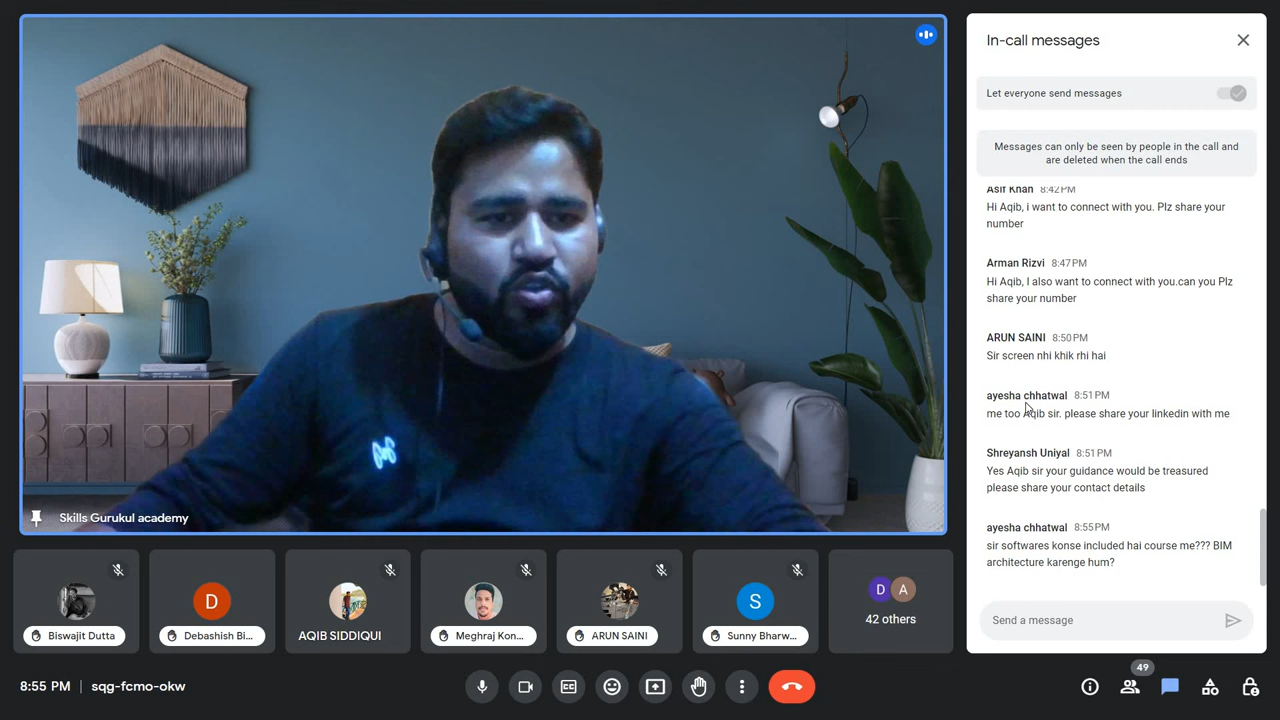 In-call messages
Let everyone send messages
Messages can only be seen by people in the call and
are deleted when the call ends
Asif Khan 8:42 PM
Hi Aqib, i want to connect with you. Plz share your
number
Arman Rizvi 8:47 PM
Hi Aqib, I also want to connect with you.can you Plz
share your number
ARUN SAINI 8:50 PM
Sir screen nhi khik rhi hai
ayesha chhatwal 8:51 PM
me too Aqib sir. please share your linkedin with me
Shreyansh Uniyal 8:51 PM
Yes Aqib sir your guidance would be treasured
please share your contact details
ayesha chhatwal 8:55 PM
sir softwares konse included hai course me??? BIM
architecture karenge hum?
Send a message
Skills Gurukul academy
Biswajit Dutta
D
Debashish Bi...
AQIB SIDDIQUI
Meghraj Kon...
ARUN SAINI
S
Sunny Bharw...
D A
42 others
8:55 PM | sqg-fcmo-okw
CC
49